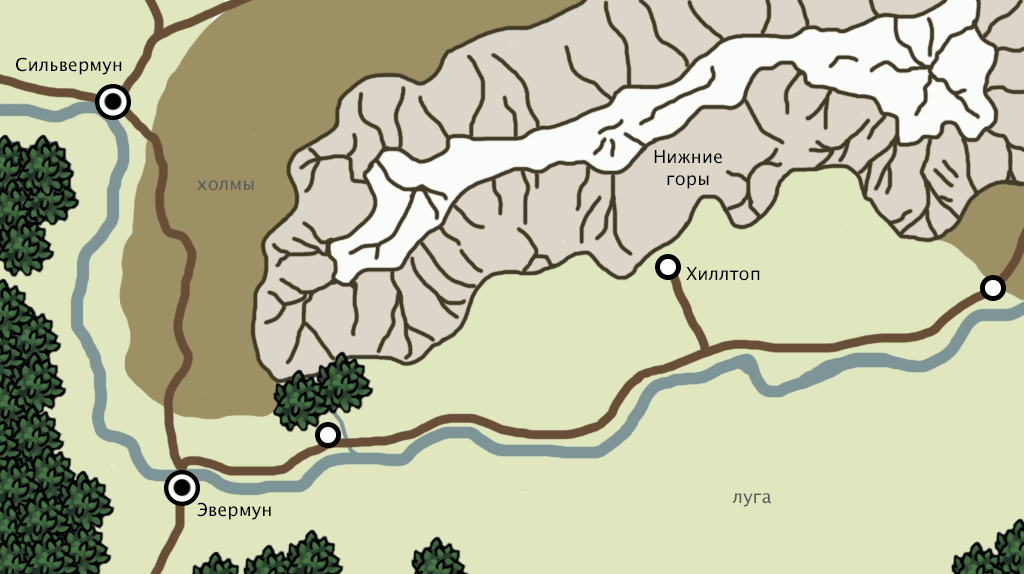 Сильвермун
холмы
Нижние
горы
Хиллтоп
луга
Эвермун